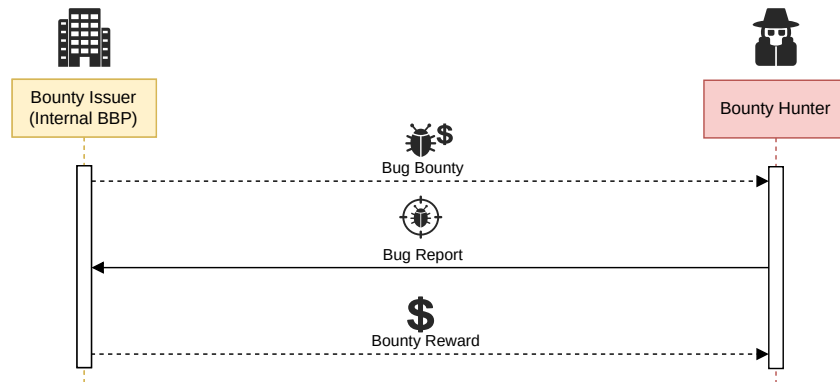 Bounty Issuer
(Internal BBP)
Bounty Hunter
$
Bug Bounty
Bug Report
$
Bounty Reward